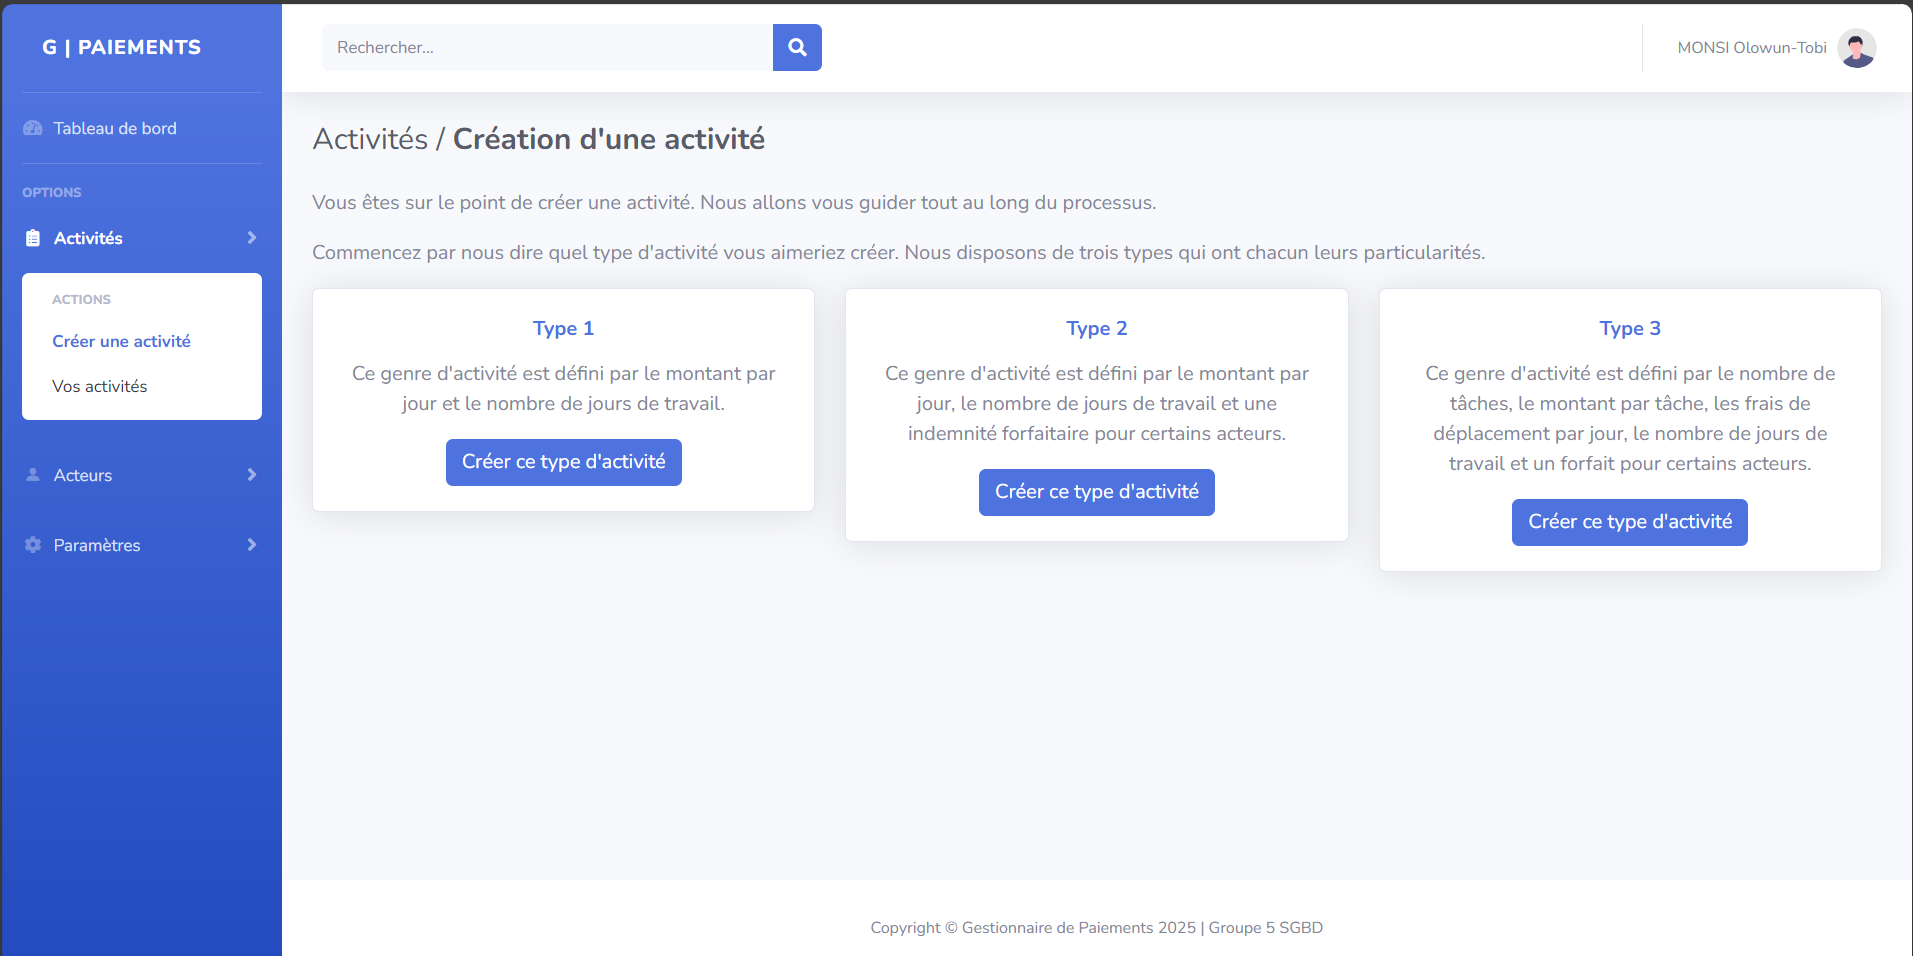 G | PAIEMENTS
Rechercher...
MONSI Olowun-Tobi
Tableau de bord
OPTIONS
Activités
ACTIONS
Créer une activité
Vos activités
Acteurs
Paramètres
Activités / Création d'une activité
Vous êtes sur le point de créer une activité. Nous allons vous guider tout au long du processus.
Commencez par nous dire quel type d'activité vous aimeriez créer. Nous disposons de trois types qui ont chacun leurs particularités.
Type 1
Ce genre d'activité est défini par le montant par
jour et le nombre de jours de travail.
Créer ce type d'activité
Type 2
Ce genre d'activité est défini par le montant par
jour, le nombre de jours de travail et une
indemnité forfaitaire pour certains acteurs.
Créer ce type d'activité
Type 3
Ce genre d'activité est défini par le nombre de
tâches, le montant par tâche, les frais de
déplacement par jour, le nombre de jours de
travail et un forfait pour certains acteurs.
Créer ce type d'activité
Copyright © Gestionnaire de Paiements 2025 | Groupe 5 SGBD